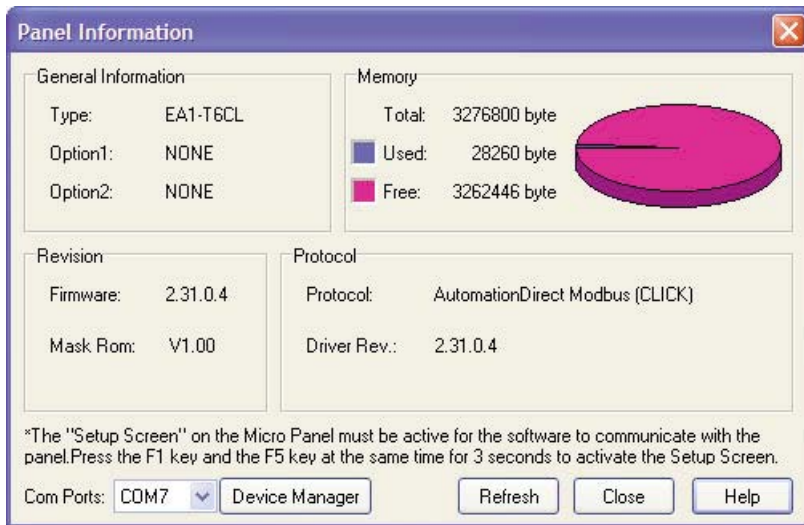 Panel Information
General Information
Type: EA1-T6CL
Option1: NONE
Option2: NONE
Memory
Total: 3276800 byte
Used: 28260 byte
Free: 3262446 byte
Revision
Firmware: 2.31.0.4
Mask Rom: V1.00
Protocol
Protocol: AutomationDirect Modbus (CLICK)
Driver Rev.: 2.31.0.4
*The "Setup Screen" on the Micro Panel must be active for the software to communicate with the
panel.Press the F1 key and the F5 key at the same time for 3 seconds to activate the Setup Screen.
Com Ports: COM7 Device Manager Refresh Close Help